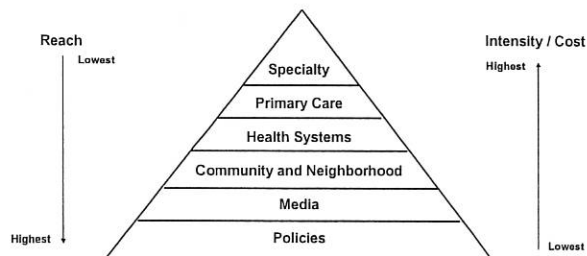 Reach
Lowest
Highest
Specialty
Primary Care
Health Systems
Community and Neighborhood
Media
Policies
Intensity / Cost
Highest
Lowest